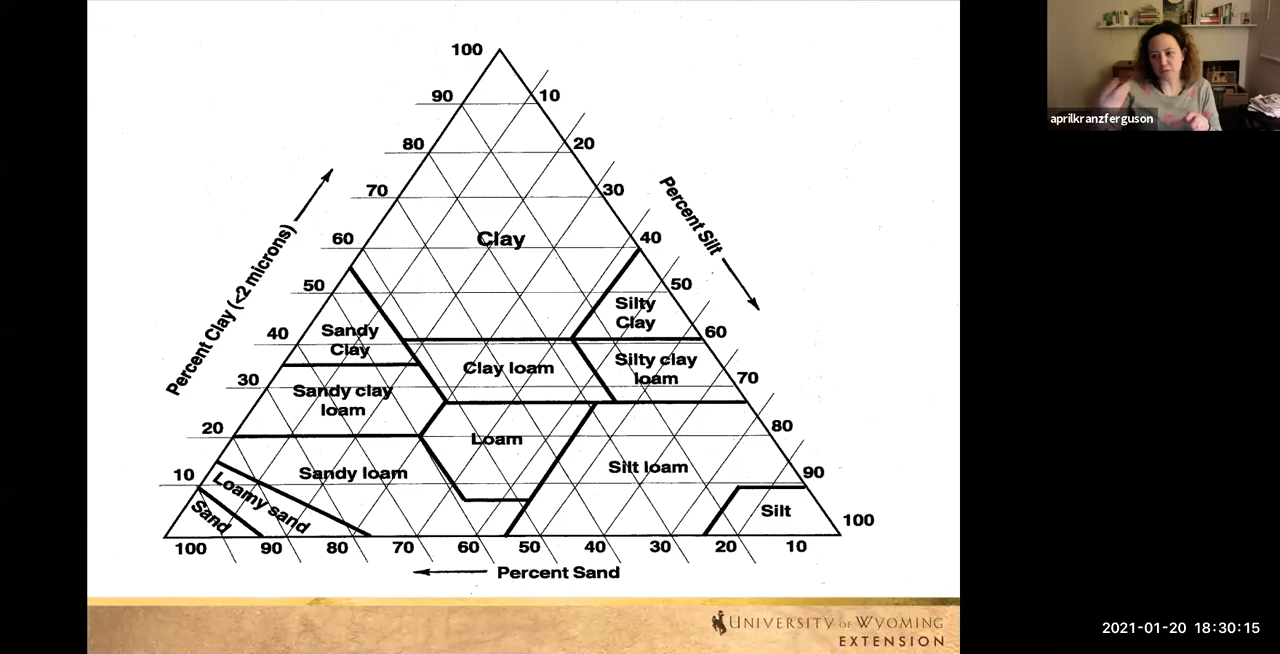 aprilkranzferguson
100
90
10
80
20
70
30
Percent Silt
Percent Clay (<2 microns)
60
Clay
40
50
Silty
Clay
50
40
Sandy
Clay
60
Clay loam
Silty clay
loam
30
Sandy clay
loam
70
20
Loam
80
10
Sandy loam
Silt loam
90
Loamy sand
Sand
Silt
100
100
90
80
70
60
50
40
30
20
10
Percent Sand
UNIVERSITY OF WYOMING
EXTENSION
2021-01-20 18:30:15